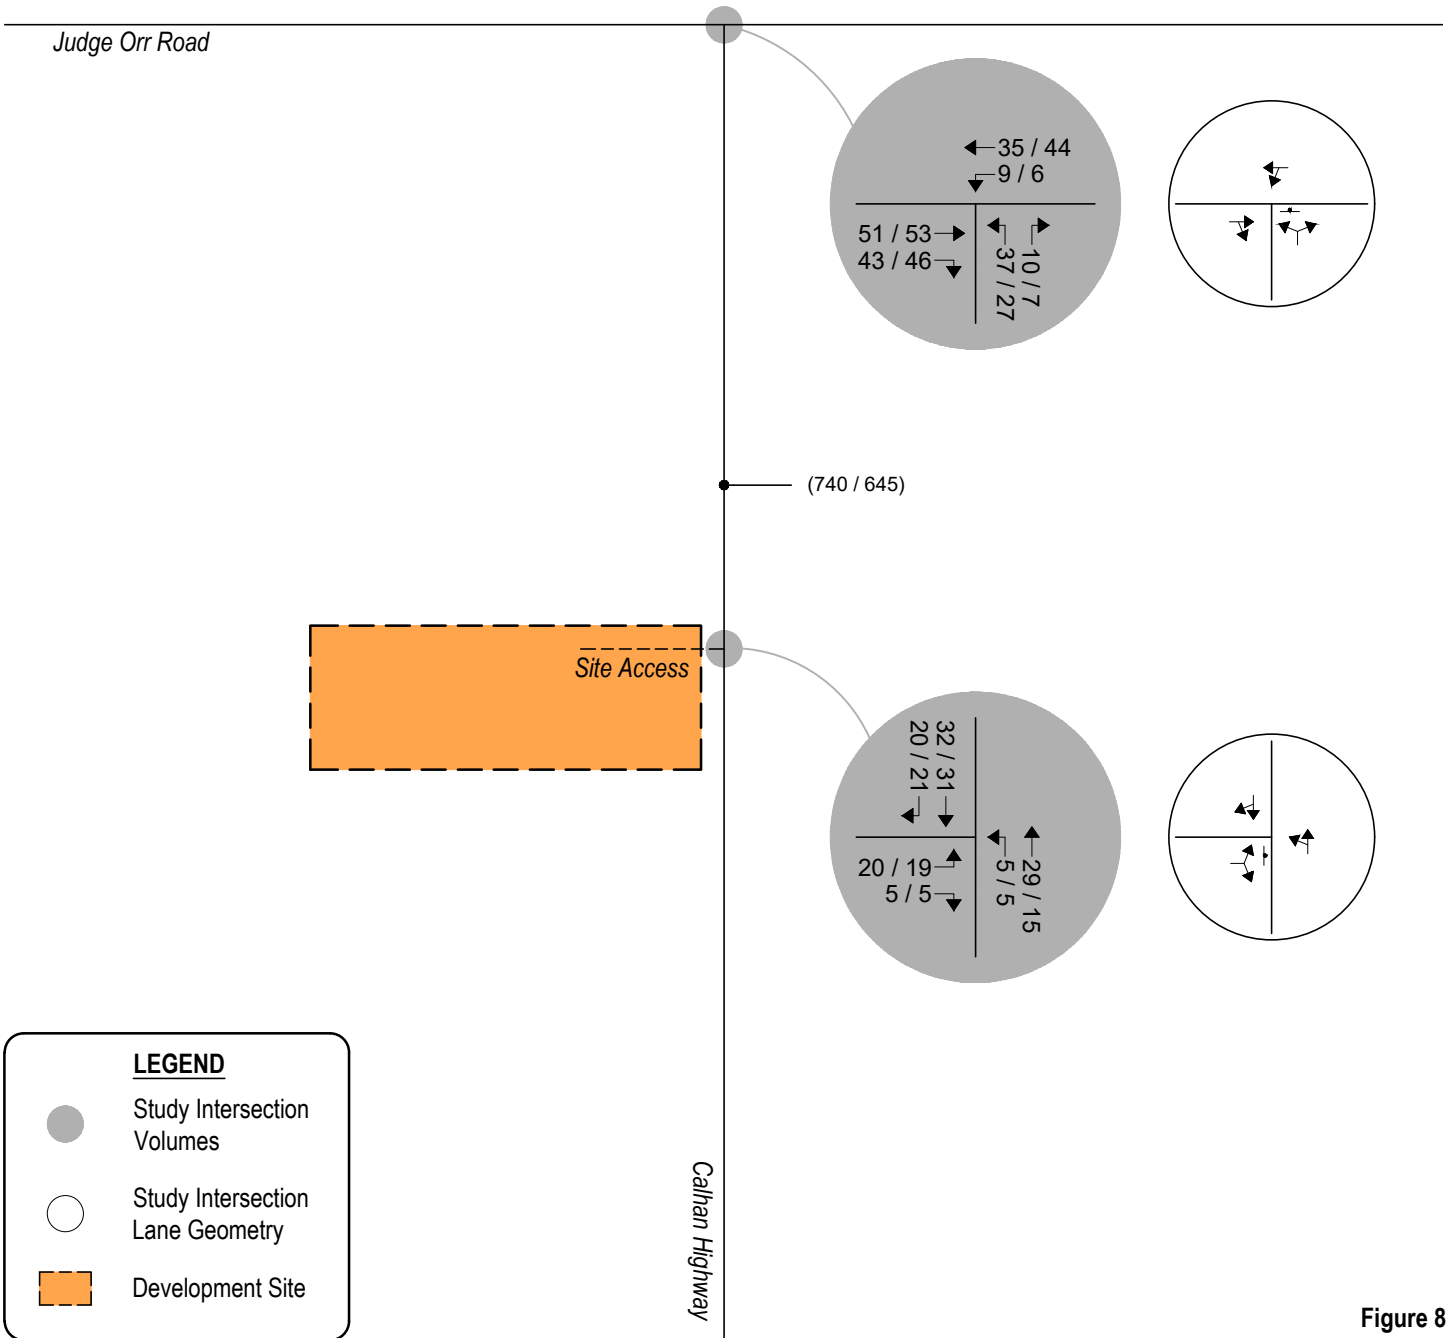 Judge Orr Road
35 / 44
9 / 6
51 / 53
43 / 46
37 / 27
10 / 7
(740 / 645)
Site Access
20 / 21
32 / 31
20 / 19
5 / 5
5 / 5
29 / 15
Calhan Highway
LEGEND
Study Intersection
Volumes
Study Intersection
Lane Geometry
Development Site
Figure 8